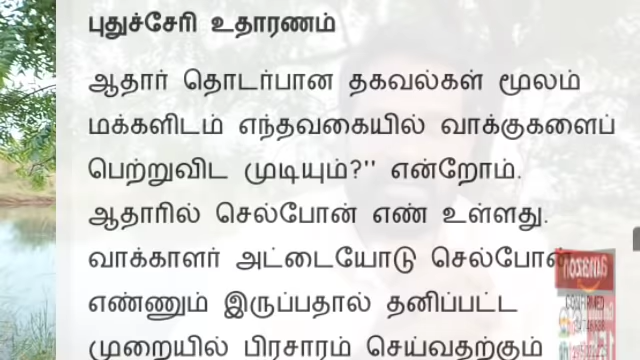 புதுச்சேரி உதாரணம்
ஆதார் தொடர்பான தகவல்கள் மூலம்
மக்களிடம் எந்தவகையில் வாக்குகளைப்
பெற்றுவிட முடியும்?'' என்றோம்.
ஆதாரில் செல்போன் எண் உள்ளது.
வாக்காளர் அட்டையோடு செல்போன்
எண்ணும் இருப்பதால் தனிப்பட்ட
முறையில் பிரசாரம் செய்வதற்கும்